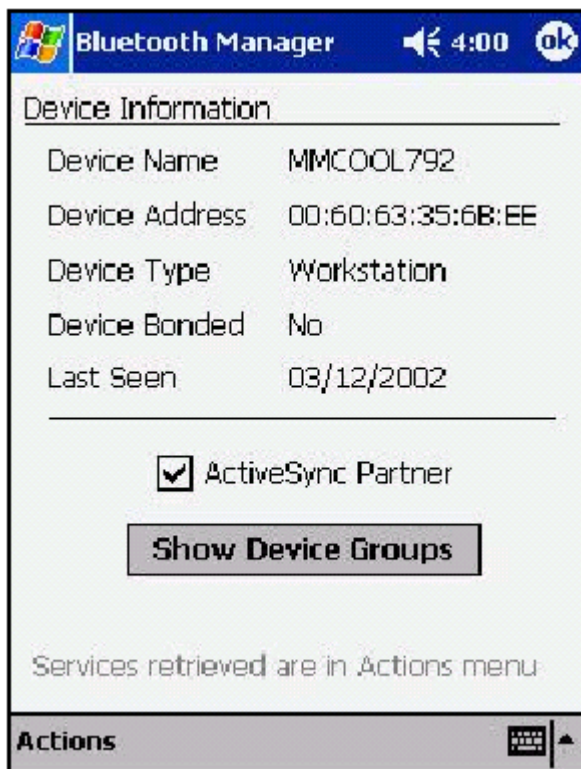 Bluetooth Manager 4:00 ok
Device Information
Device Name MMCOOL792
Device Address 00:60:63:35:6B:EE
Device Type Workstation
Device Bonded No
Last Seen 03/12/2002
ActiveSync Partner
Show Device Groups
Services retrieved are in Actions menu
Actions